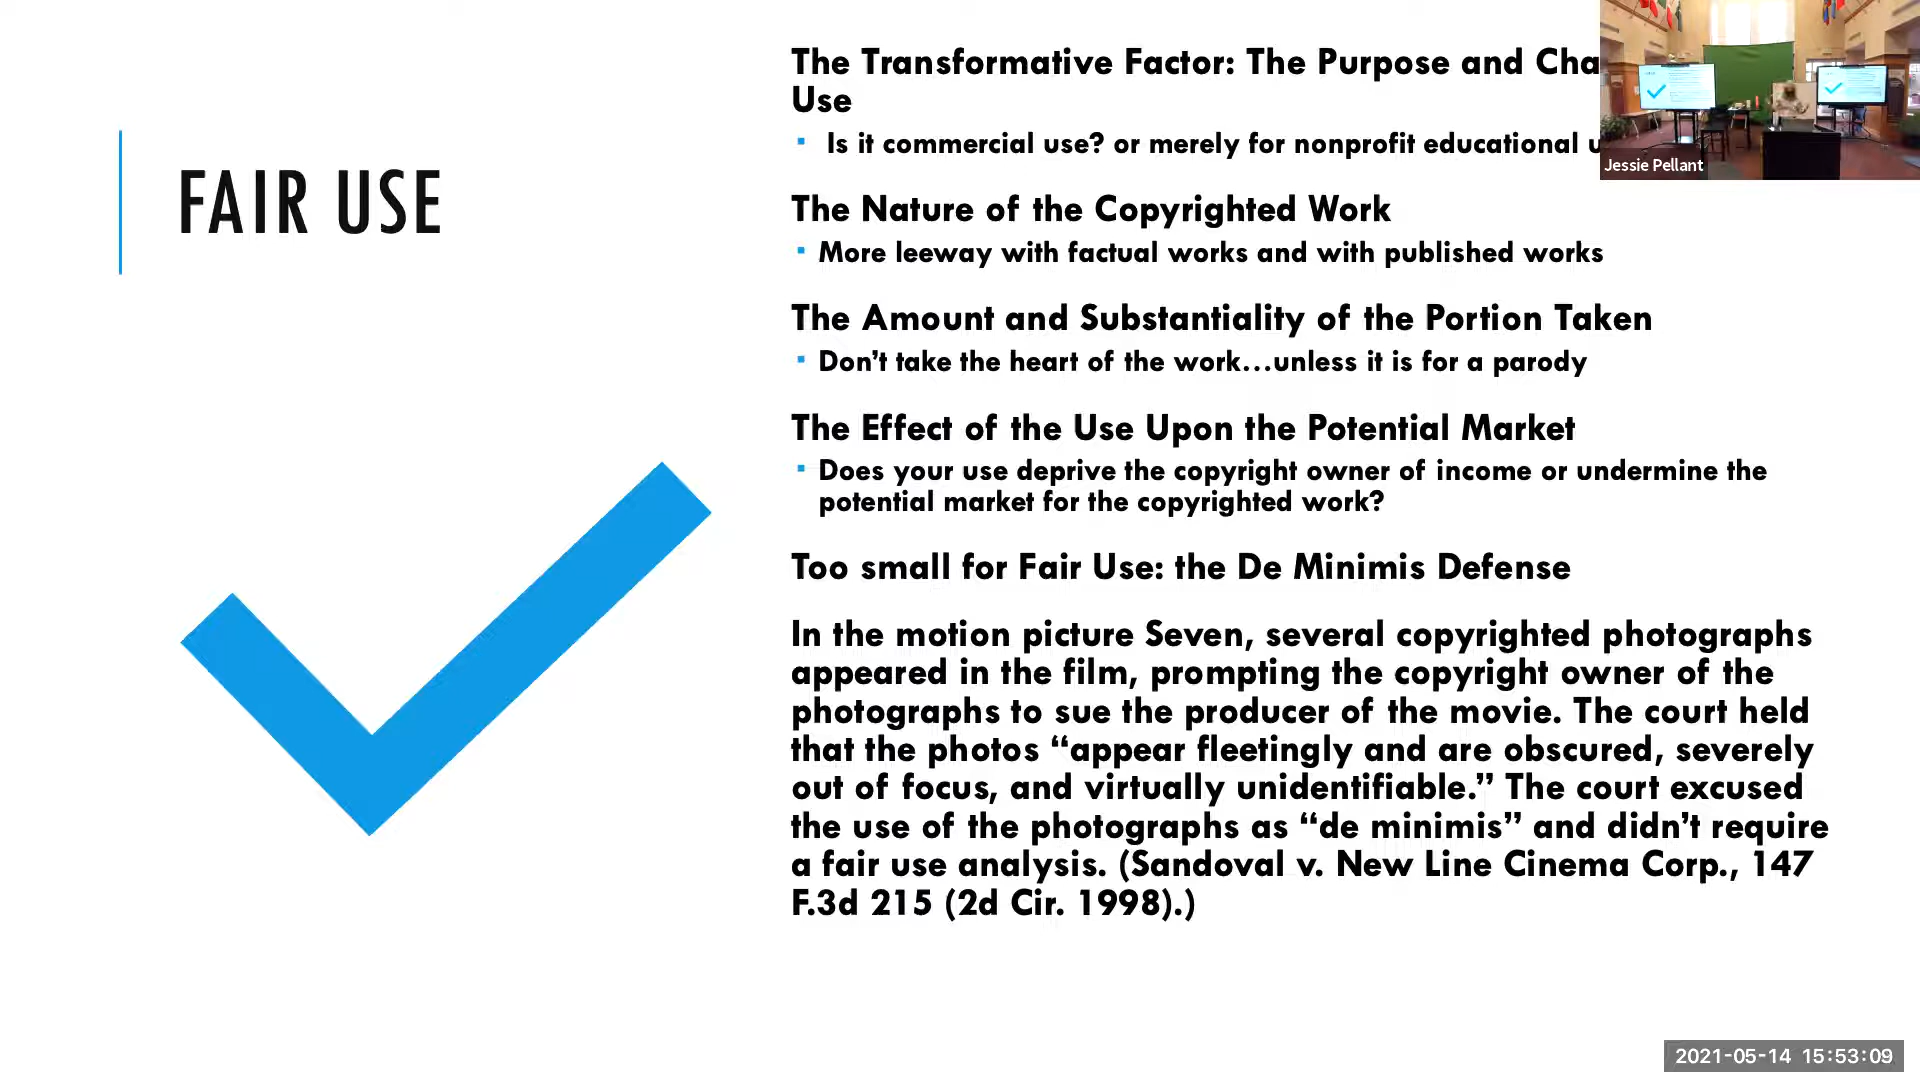 FAIR USE
The Transformative Factor: The Purpose and
Use
Is it commercial use? or merely for nonprofit educational
The Nature of the Copyrighted Work
More leeway with factual works and with published works
The Amount and Substantiality of the Portion Taken
Don’t take the heart of the work…unless it is for a parody
The Effect of the Use Upon the Potential Market
Does your use deprive the copyright owner of income or undermine the
potential market for the copyrighted work?
Too small for Fair Use: the De Minimis Defense
In the motion picture Seven, several copyrighted photographs
appeared in the film, prompting the copyright owner of the
photographs to sue the producer of the movie. The court held
that the photos “appear fleetingly and are obscured, severely
out of focus, and virtually unidentifiable.” The court excused
the use of the photographs as “de minimis” and didn’t require
a fair use analysis. (Sandoval v. New Line Cinema Corp., 147
F.3d 215 (2d Cir. 1998).)
Jessie Pellant
2021-05-14 15:53:09